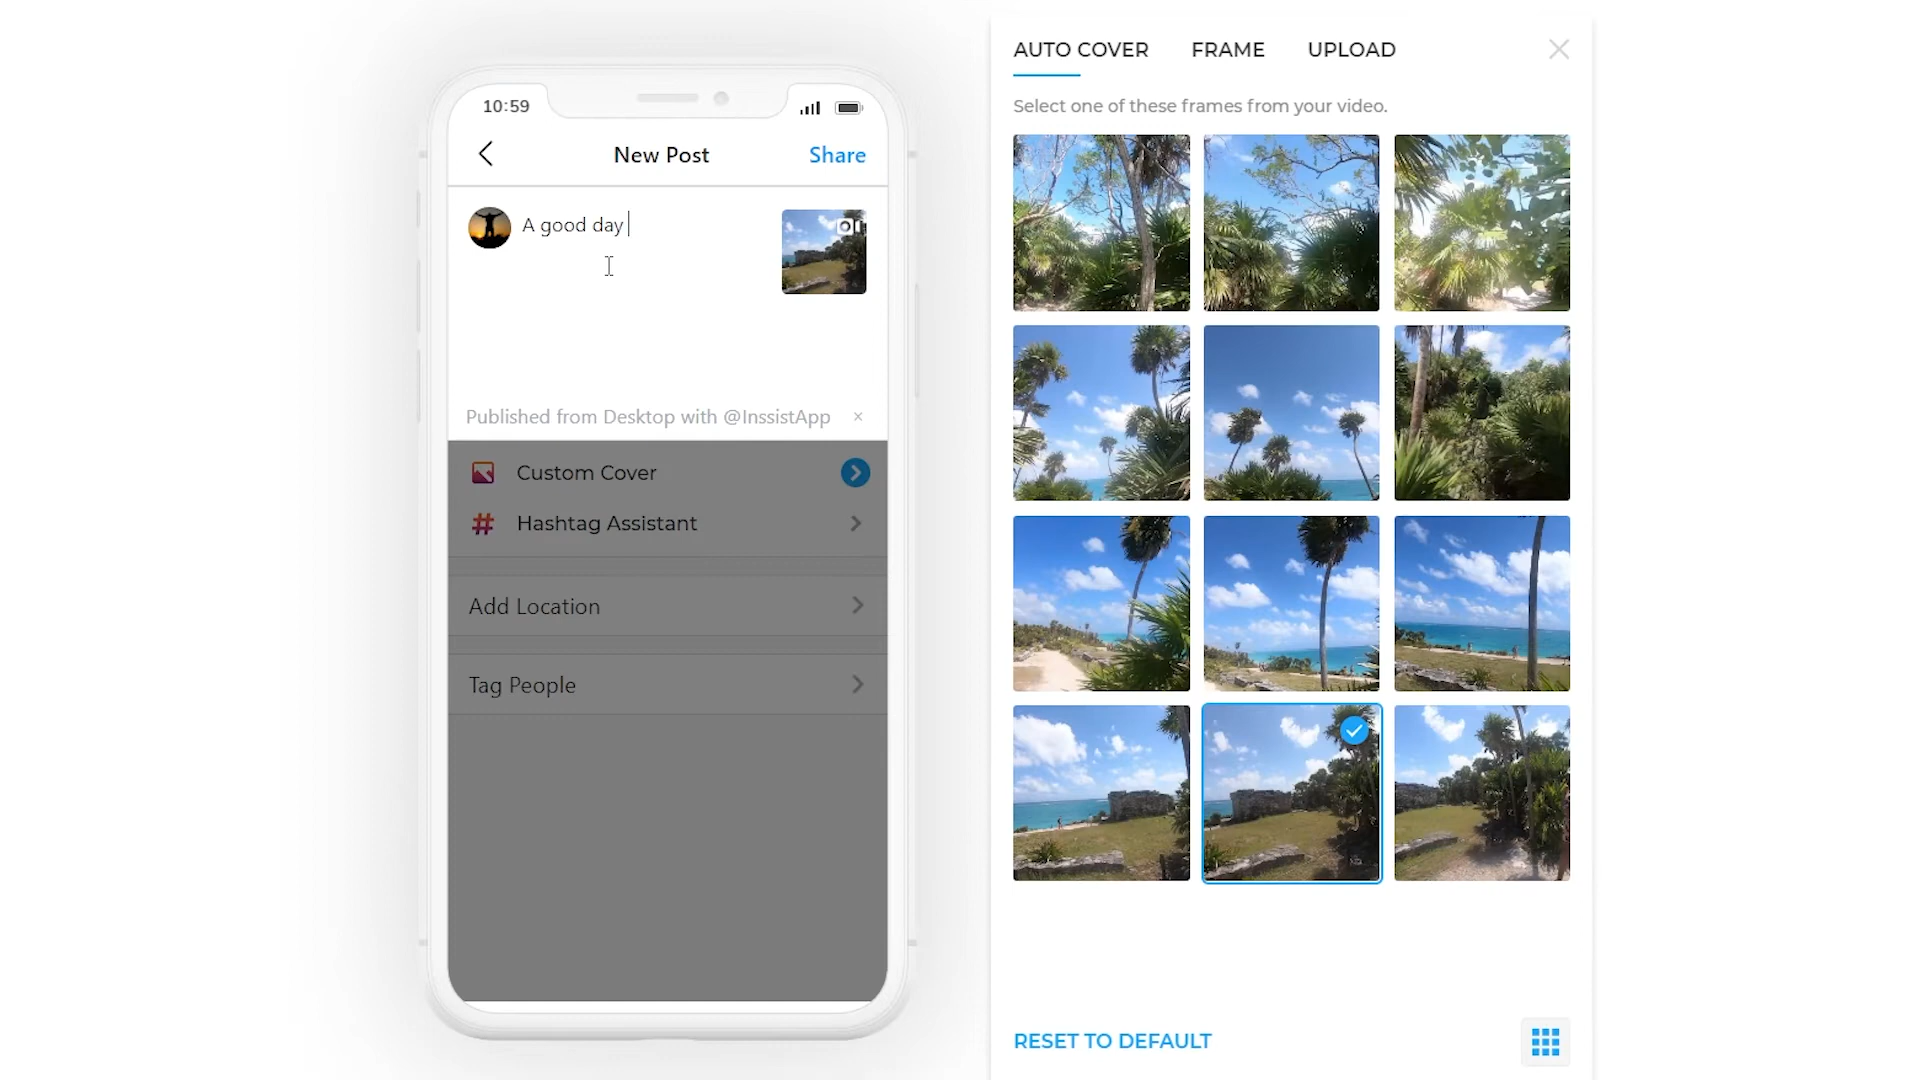 10:59
New Post
Share
A good day
Published from Desktop with @InssistApp ×
Custom Cover
# Hashtag Assistant
Add Location
Tag People
AUTO COVER
FRAME
UPLOAD
Select one of these frames from your video.
RESET TO DEFAULT